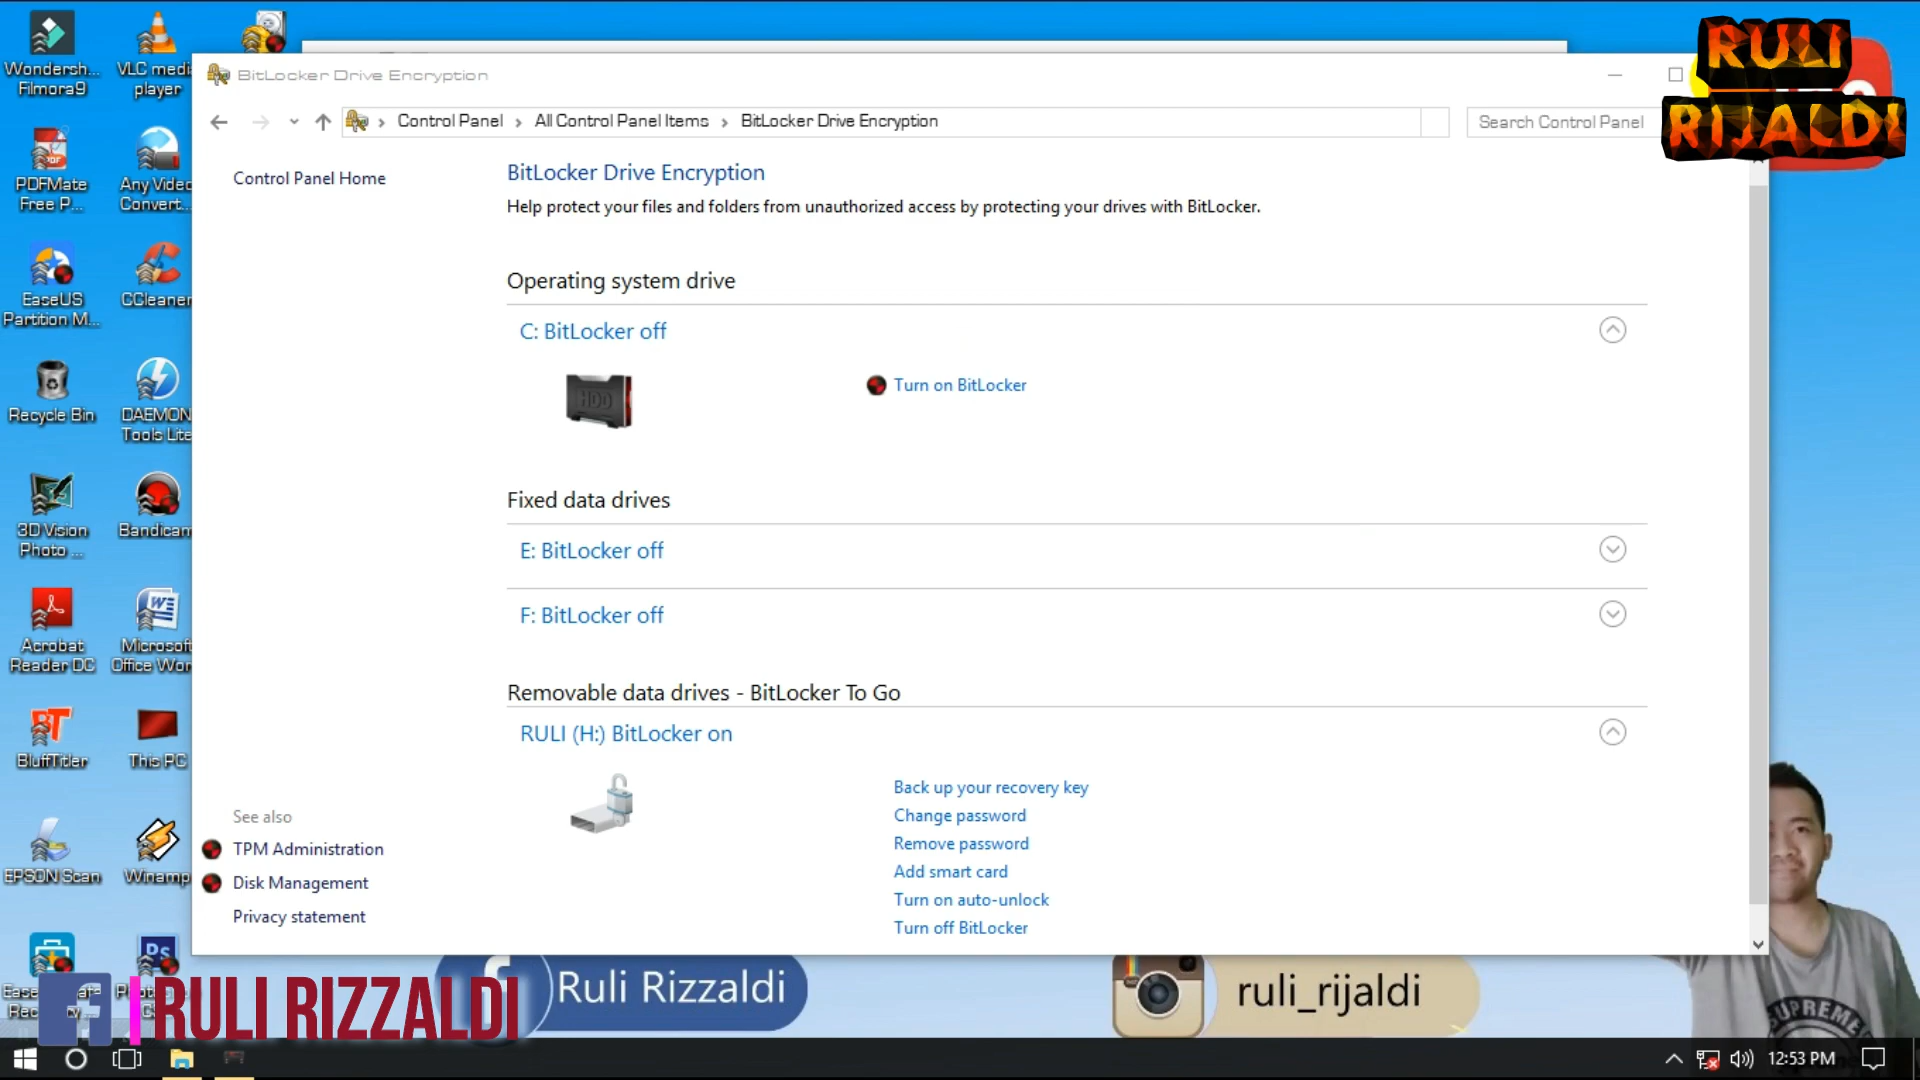 Wondersh...
Filmora9
VLC medi
player
PDFMate
Free P...
Any Video
Convert...
EaseUS
Partition M...
CCleaner
Recycle Bin
DAEMON
Tools Lite
3D Vision
Photo ...
Bandicam
Acrobat
Reader DC
Microsoft
Office Wor
BluffTitler
This PC
EPSON Scan
Winamp
BitLocker Drive Encryption
Control Panel > All Control Panel Items > BitLocker Drive Encryption
Search Control Panel
RULI
RIJALDI
Control Panel Home
BitLocker Drive Encryption
Help protect your files and folders from unauthorized access by protecting your drives with BitLocker.
Operating system drive
C: BitLocker off
HDD
Turn on BitLocker
Fixed data drives
E: BitLocker off
F: BitLocker off
Removable data drives - BitLocker To Go
RULI (H:) BitLocker on
Back up your recovery key
Change password
Remove password
Add smart card
Turn on auto-unlock
Turn off BitLocker
See also
TPM Administration
Disk Management
Privacy statement
Ps
RULI RIZZALDI
Ruli Rizzaldi
ruli_rijaldi
SUPREME
12:53 PM